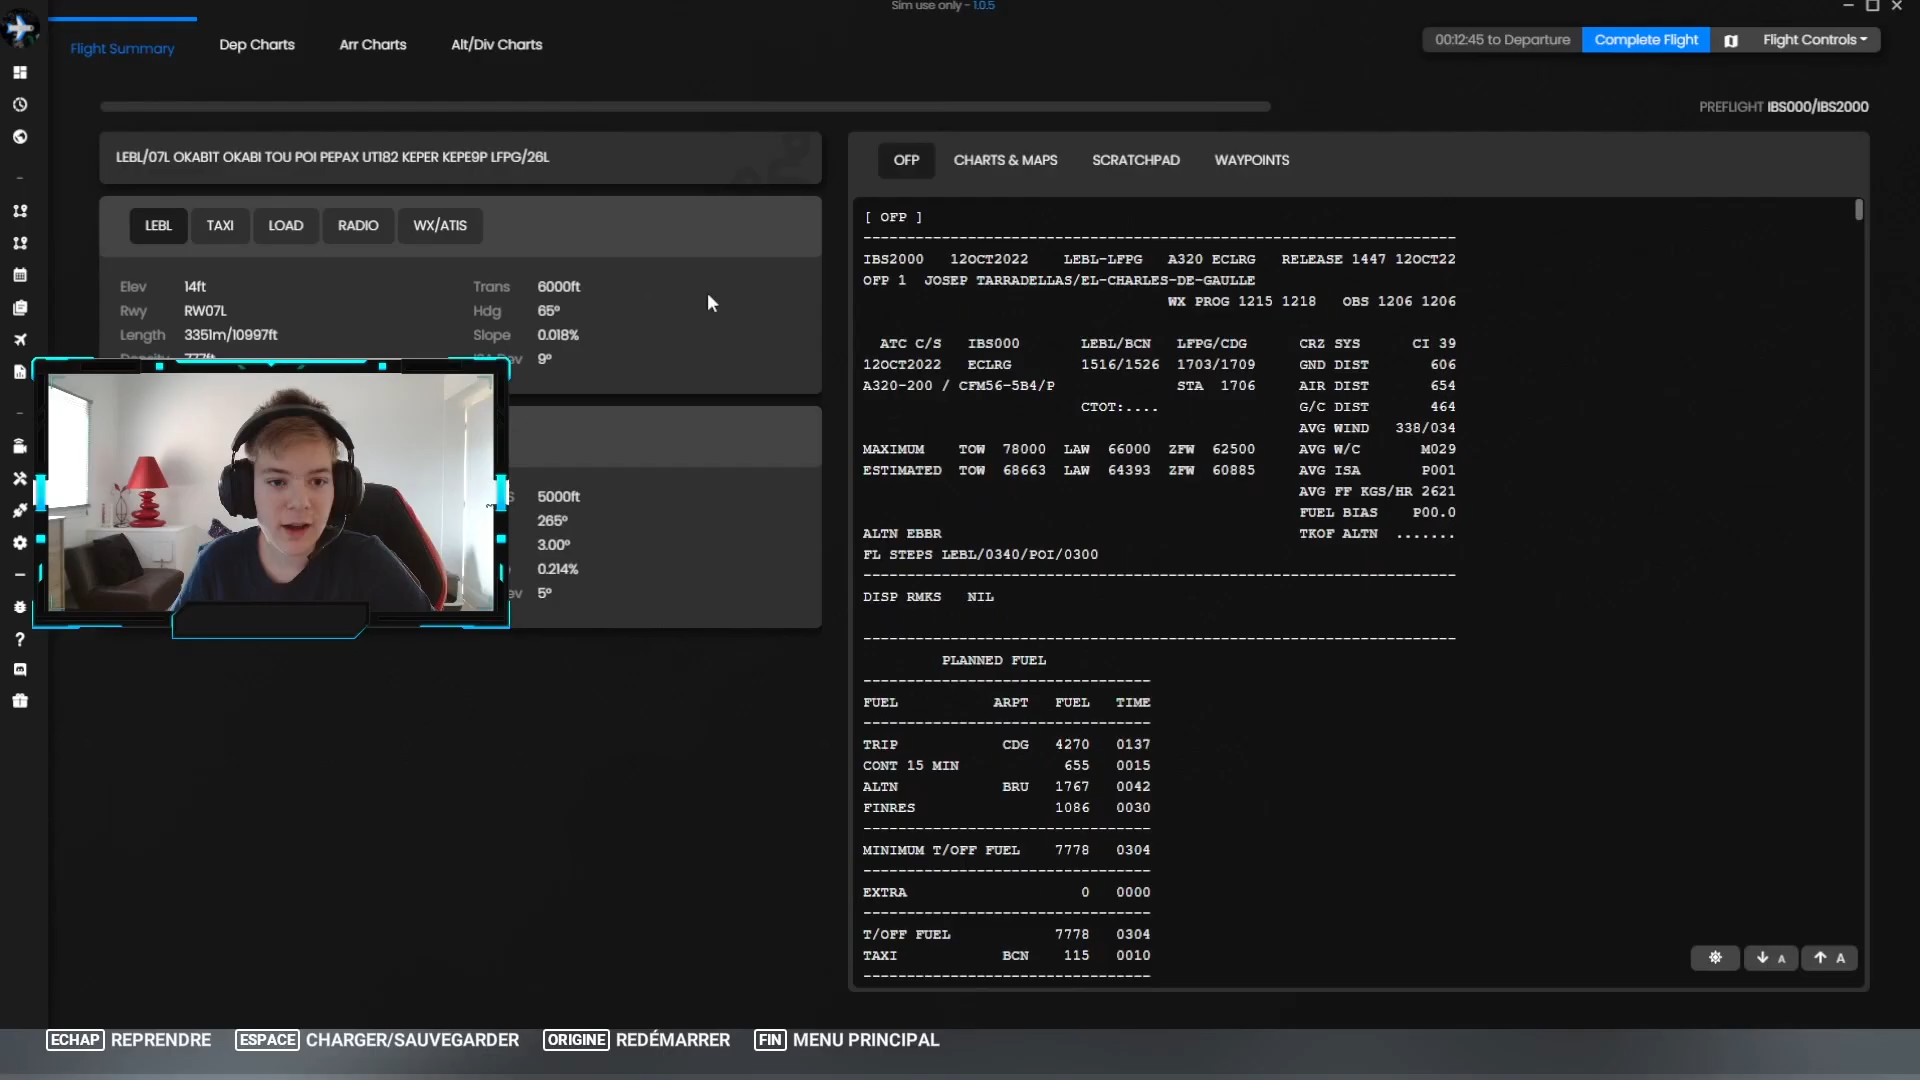 Sim use only - 1.0.5
Flight Summary
Dep Charts
Arr Charts
Alt/Div Charts
00:12:45 to Departure
Complete Flight
Flight Controls
PREFLIGHT IBS000/IBS2000
LEBL/07L OKAB1T OKABI TOU POI PEPAX UT182 KEPER KEPE9P LFPG/26L
LEBL TAXI LOAD RADIO WX/ATIS
Elev 14ft Trans 6000ft
Rwy RW07L Hdg 65°
Length 3351m/10997ft Slope 0.018%
Density 777ft 9°
5000ft
265°
3.00°
0.214%
5°
OFP CHARTS & MAPS SCRATCHPAD WAYPOINTS
[ OFP ]
IBS2000 12OCT2022 LEBL-LFPG A320 ECLRG RELEASE 1447 12OCT22
OFP 1 JOSEP TARRADELLAS/EL-CHARLES-DE-GAULLE
WX PROG 1215 1218 OBS 1206 1206
ATC C/S IBS000 LEBL/BCN LFPG/CDG CRZ SYS CI 39
12OCT2022 ECLRG 1516/1526 1703/1709 GND DIST 606
A320-200 / CFM56-5B4/P STA 1706 AIR DIST 654
CTOT:.... G/C DIST 464
AVG WIND 338/034
MAXIMUM TOW 78000 LAW 66000 ZFW 62500 AVG W/C M029
ESTIMATED TOW 68663 LAW 64393 ZFW 60885 AVG ISA P001
AVG FF KGS/HR 2621
FUEL BIAS P00.0
ALTN EBBR TKOF ALTN .......
FL STEPS LEBL/0340/POI/0300
DISP RMKS NIL
PLANNED FUEL
FUEL ARPT FUEL TIME
TRIP CDG 4270 0137
CONT 15 MIN 655 0015
ALTN BRU 1767 0042
FINRES 1086 0030
MINIMUM T/OFF FUEL 7778 0304
EXTRA 0 0000
T/OFF FUEL 7778 0304
TAXI BCN 115 0010
A A
ECHAP REPRENDRE ESPACE CHARGER/SAUVEGARDER ORIGINE REDÉMARRER FIN MENU PRINCIPAL